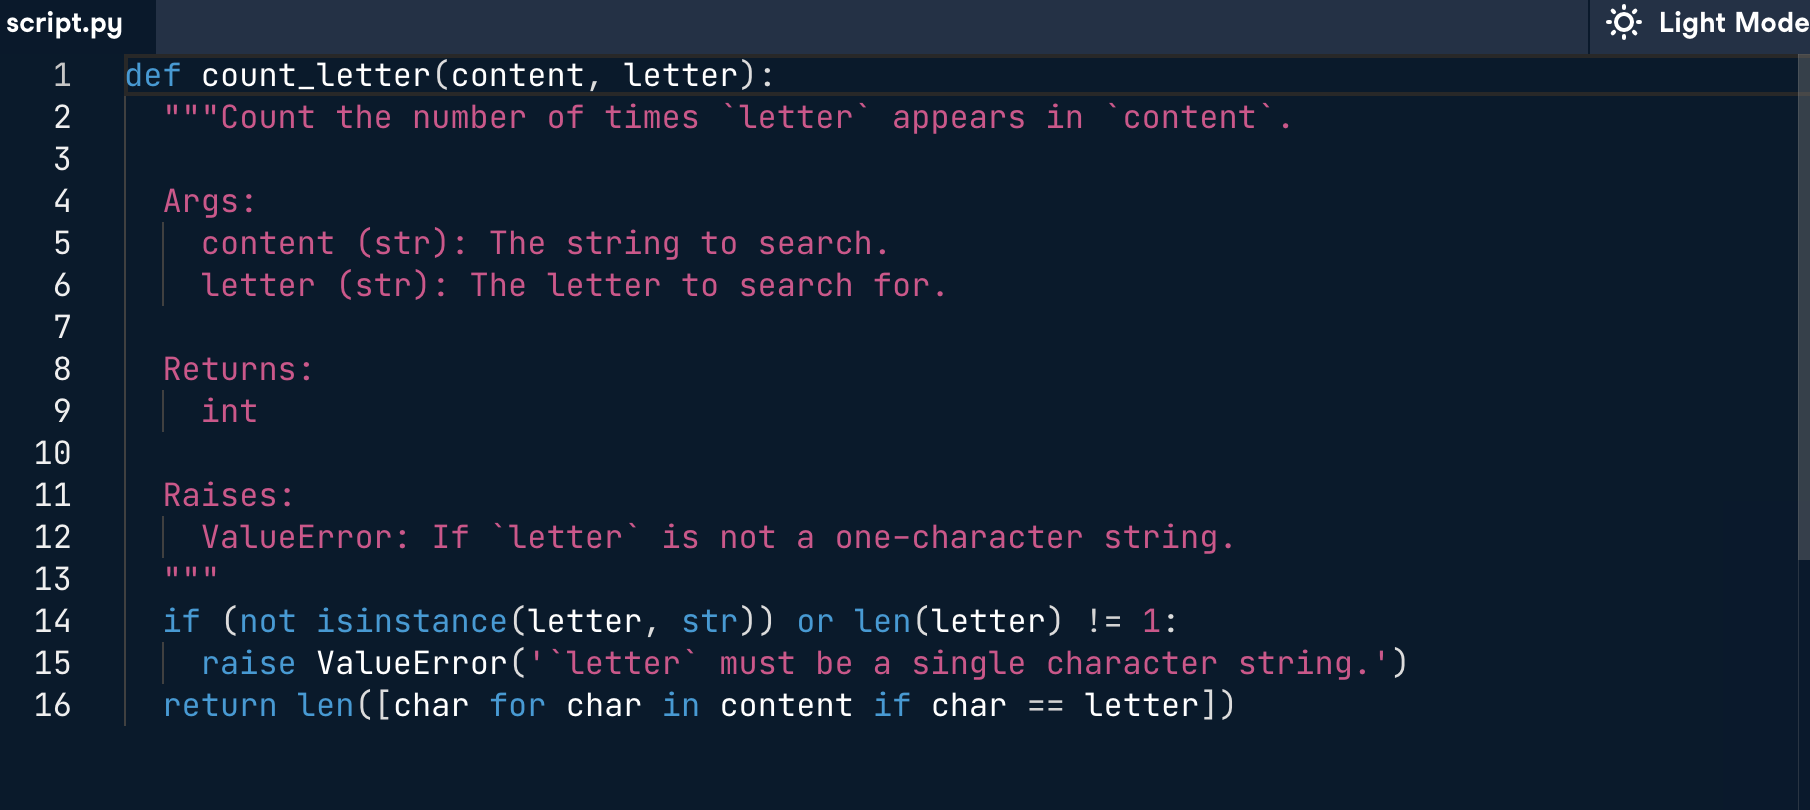 script.py
Light Mode
1 def count_letter(content, letter):
2   """Count the number of times `letter` appears in `content`.
3
4   Args:
5     content (str): The string to search.
6     letter (str): The letter to search for.
7
8   Returns:
9     int
10
11   Raises:
12     ValueError: If `letter` is not a one-character string.
13   """
14   if (not isinstance(letter, str)) or len(letter) != 1:
15     raise ValueError('`letter` must be a single character string.')
16   return len([char for char in content if char == letter])